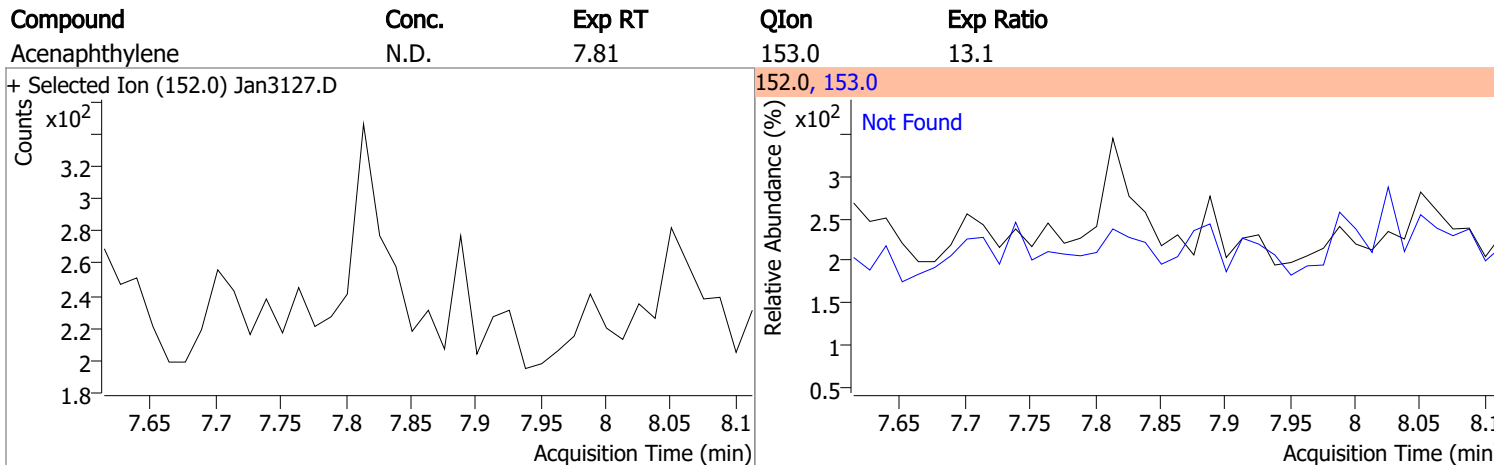 Compound Conc. Exp RT QIon Exp Ratio
Acenaphthylene N.D. 7.81 153.0 13.1
+ Selected Ion (152.0) Jan3127.D
Counts
x10²
3.2
3
2.8
2.6
2.4
2.2
2
1.8
7.65 7.7 7.75 7.8 7.85 7.9 7.95 8 8.05 8.1
Acquisition Time (min)
152.0, 153.0
Relative Abundance (%)
x10²
Not Found
3
2.5
2
1.5
1
0.5
7.65 7.7 7.75 7.8 7.85 7.9 7.95 8 8.05 8.1
Acquisition Time (min